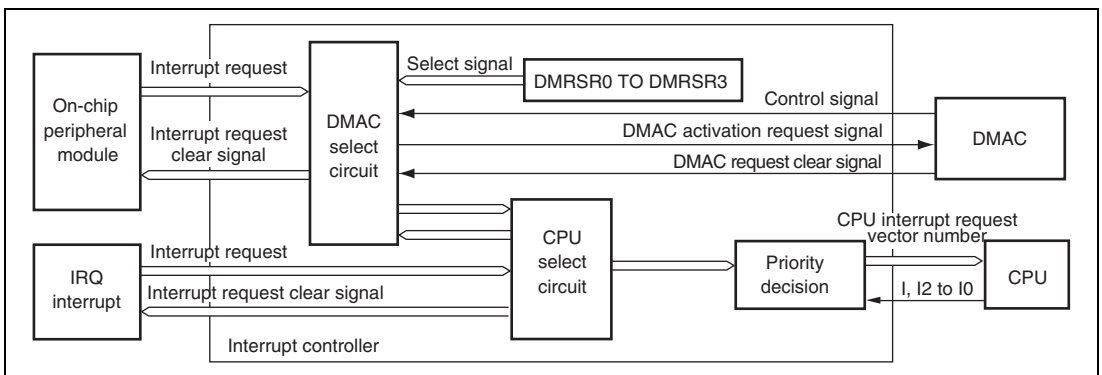 Interrupt request
On-chip
peripheral
module
Interrupt request
clear signal
DMAC
select
circuit
Select signal
DMRSR0 TO DMRSR3
Control signal
DMAC activation request signal
DMAC request clear signal
DMAC
IRQ
interrupt
Interrupt request
Interrupt request clear signal
CPU
select
circuit
Priority
decision
CPU interrupt request
vector number
I, I2 to I0
CPU
Interrupt controller